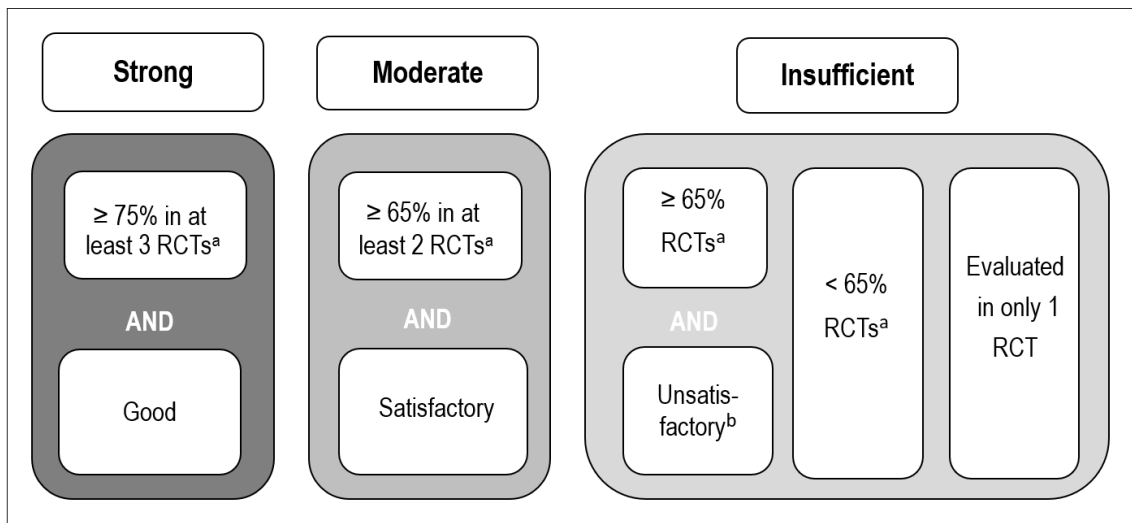 Strong
≥ 75% in at
least 3 RCTsª
AND
Good
Moderate
≥ 65% in at
least 2 RCTsª
AND
Satisfactory
Insufficient
≥ 65%
RCTsª
AND
Unsatis-
factoryᵇ
< 65%
RCTsª
Evaluated
in only 1
RCT